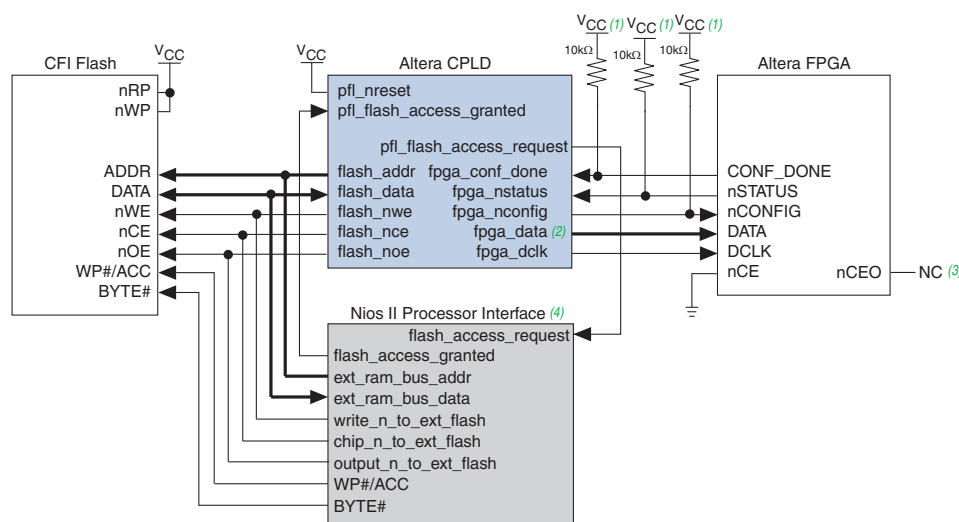 VCC (1) VCC (1) VCC (1)
10kΩ 10kΩ 10kΩ
VCC
VCC
CFI Flash
Altera CPLD
Altera FPGA
nRP
nWP
ADDR
DATA
nWE
nCE
nOE
WP#/ACC
BYTE#
pfl_nreset
pfl_flash_access_granted
pfl_flash_access_request
flash_addr fpga_conf_done
flash_data fpga_nstatus
flash_nwe fpga_nconfig
flash_nce fpga_data (2)
flash_noe fpga_dclk
CONF_DONE
nSTATUS
nCONFIG
DATA
DCLK
nCE nCEO NC (3)
Nios II Processor Interface (4)
flash_access_request
flash_access_granted
ext_ram_bus_addr
ext_ram_bus_data
write_n_to_ext_flash
chip_n_to_ext_flash
output_n_to_ext_flash
WP#/ACC
BYTE#